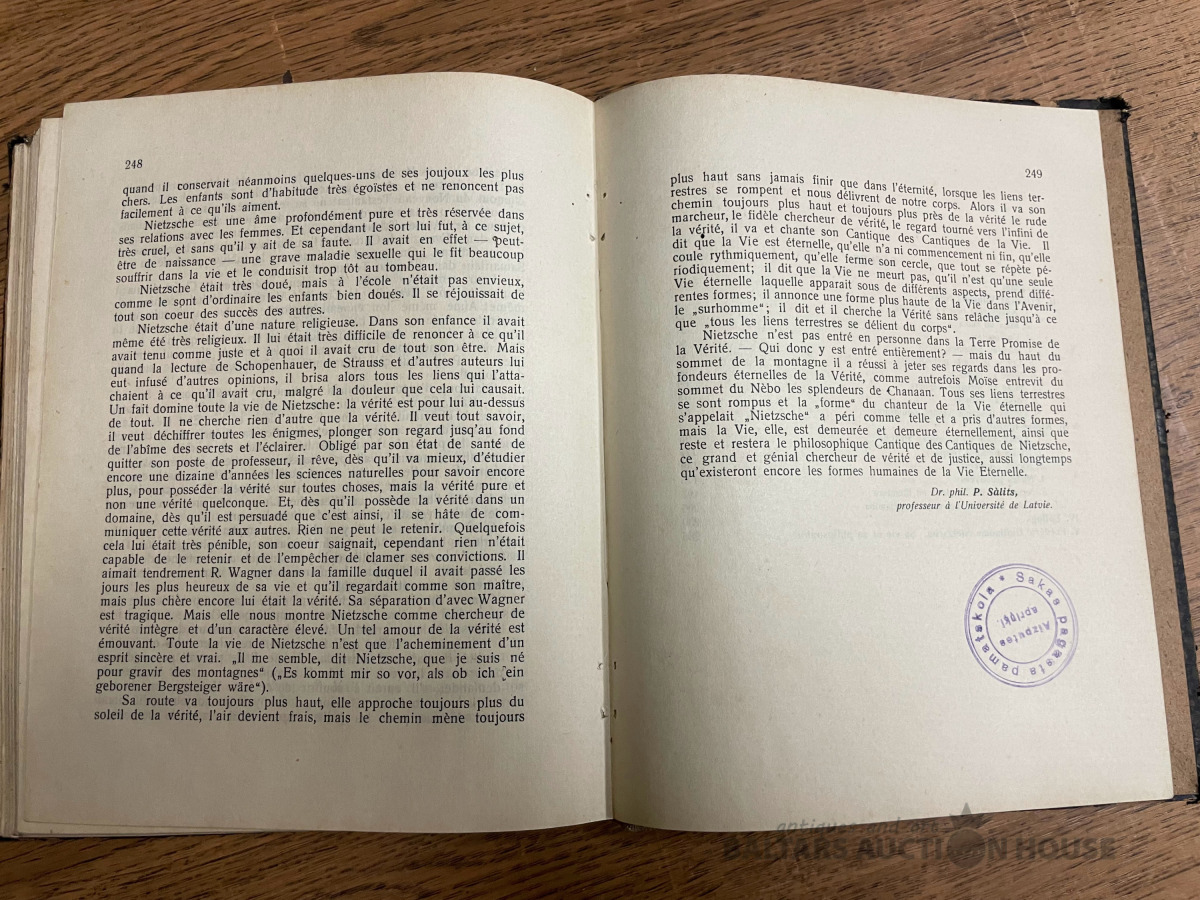 248
quand il conservait néanmoins quelques-uns de ses joujoux les plus
chers. Les enfants sont d'habitude très égoïstes et ne renoncent pas
facilement à ce qu'ils aiment.
Nietzsche est une âme profondément pure et très réservée dans
ses relations avec les femmes. Et cependant le sort lui fut, à ce sujet,
très cruel, et sans qu'il y ait de sa faute. Il avait en effet — peut-
être de naissance — une grave maladie sexuelle qui le fit beaucoup
souffrir dans la vie et le conduisit trop tôt au tombeau.
Nietzsche était très doué, mais à l'école n'était pas envieux,
comme le sont d'ordinaire les enfants bien doués. Il se réjouissait de
tout son coeur des succès des autres.
Nietzsche était d'une nature religieuse. Dans son enfance il avait
même été très religieux. Il lui était très difficile de renoncer à ce qu'il
avait tenu comme juste et à quoi il avait cru de tout son être. Mais
quand la lecture de Schopenhauer, de Strauss et d'autres auteurs lui
eut infusé d'autres opinions, il brisa alors tous les liens qui l'atta-
chaient à ce qu'il avait cru, malgré la douleur que cela lui causait.
Un fait domine toute la vie de Nietzsche: la vérité est pour lui au-dessus
de tout. Il ne cherche rien d'autre que la vérité. Il veut tout savoir,
il veut déchiffrer toutes les énigmes, plonger son regard jusq'au fond
de l'abîme des secrets et l'éclairer. Obligé par son état de santé de
quitter son poste de professeur, il rêve, dès qu'il va mieux, d'étudier
encore une dizaine d'années les sciences naturelles pour savoir encore
plus, pour posséder la vérité sur toutes choses, mais la vérité pure et
non une vérité quelconque. Et, dès qu'il possède la vérité dans un
domaine, dès qu'il est persuadé que c'est ainsi, il se hâte de com-
muniquer cette vérité aux autres. Rien ne peut le retenir. Quelquefois
cela lui était très pénible, son coeur saignait, cependant rien n'était
capable de le retenir et de l'empêcher de clamer ses convictions. Il
aimait tendrement R. Wagner dans la famille duquel il avait passé les
jours les plus heureux de sa vie et qu'il regardait comme son maître,
mais plus chère encore lui était la vérité. Sa séparation d'avec Wagner
est tragique. Mais elle nous montre Nietzsche comme chercheur de
vérité intègre et d'un caractère élevé. Un tel amour de la vérité est
émouvant. Toute la vie de Nietzsche n'est que l'acheminement d'un
esprit sincère et vrai. „Il me semble, dit Nietzsche, que je suis né
pour gravir des montagnes“ („Es kommt mir so vor, als ob ich ein
geborener Bergsteiger wäre“).
Sa route va toujours plus haut, elle approche toujours plus du
soleil de la vérité, l'air devient frais, mais le chemin mène toujours
249
plus haut sans jamais finir que dans l'éternité, lorsque les liens ter-
restres se rompent et nous délivrent de notre corps. Alors il va son
chemin toujours plus haut et toujours plus près de la vérité le rude
marcheur, le fidèle chercheur de vérité, le regard tourné vers l'infini de
la vérité, il va et chante son Cantique des Cantiques de la Vie. Il
dit que la Vie est éternelle, qu'elle n'a ni commencement ni fin, qu'elle
coule rythmiquement, qu'elle ferme son cercle, que tout se répète pé-
riodiquement; il dit que la Vie ne meurt pas, qu'il n'est qu'une seule
Vie éternelle laquelle apparait sous de différents aspects, prend diffé-
rentes formes; il annonce une forme plus haute de la Vie dans l'Avenir,
le „surhomme“; il dit et il cherche la Vérité sans relâche jusqu'à ce
que „tous les liens terrestres se délient du corps“.
Nietzsche n'est pas entré en personne dans la Terre Promise de
la Vérité. — Qui donc y est entré entièrement? — mais du haut du
sommet de la montagne il a réussi à jeter ses regards dans les pro-
fondeurs éternelles de la Vérité, comme autrefois Moïse entrevit du
sommet du Nèbo les splendeurs de Chanaan. Tous ses liens terrestres
se sont rompus et la „forme“ du chanteur de la Vie éternelle qui
s'appelait „Nietzsche“ a péri comme telle et a pris d'autres formes,
mais la Vie, elle, est demeurée et demeure éternellement, ainsi que
reste et restera le philosophique Cantique des Cantiques de Nietzsche,
ce grand et génial chercheur de vérité et de justice, aussi longtemps
qu'existeront encore les formes humaines de la Vie Eternelle.
Dr. phil. P. Sàlits,
professeur à l'Université de Latvie.
Sakas pagasta pamatskola *
Aizputes
apriņķī.
antiques and art
BALTARS AUCTION HOUSE